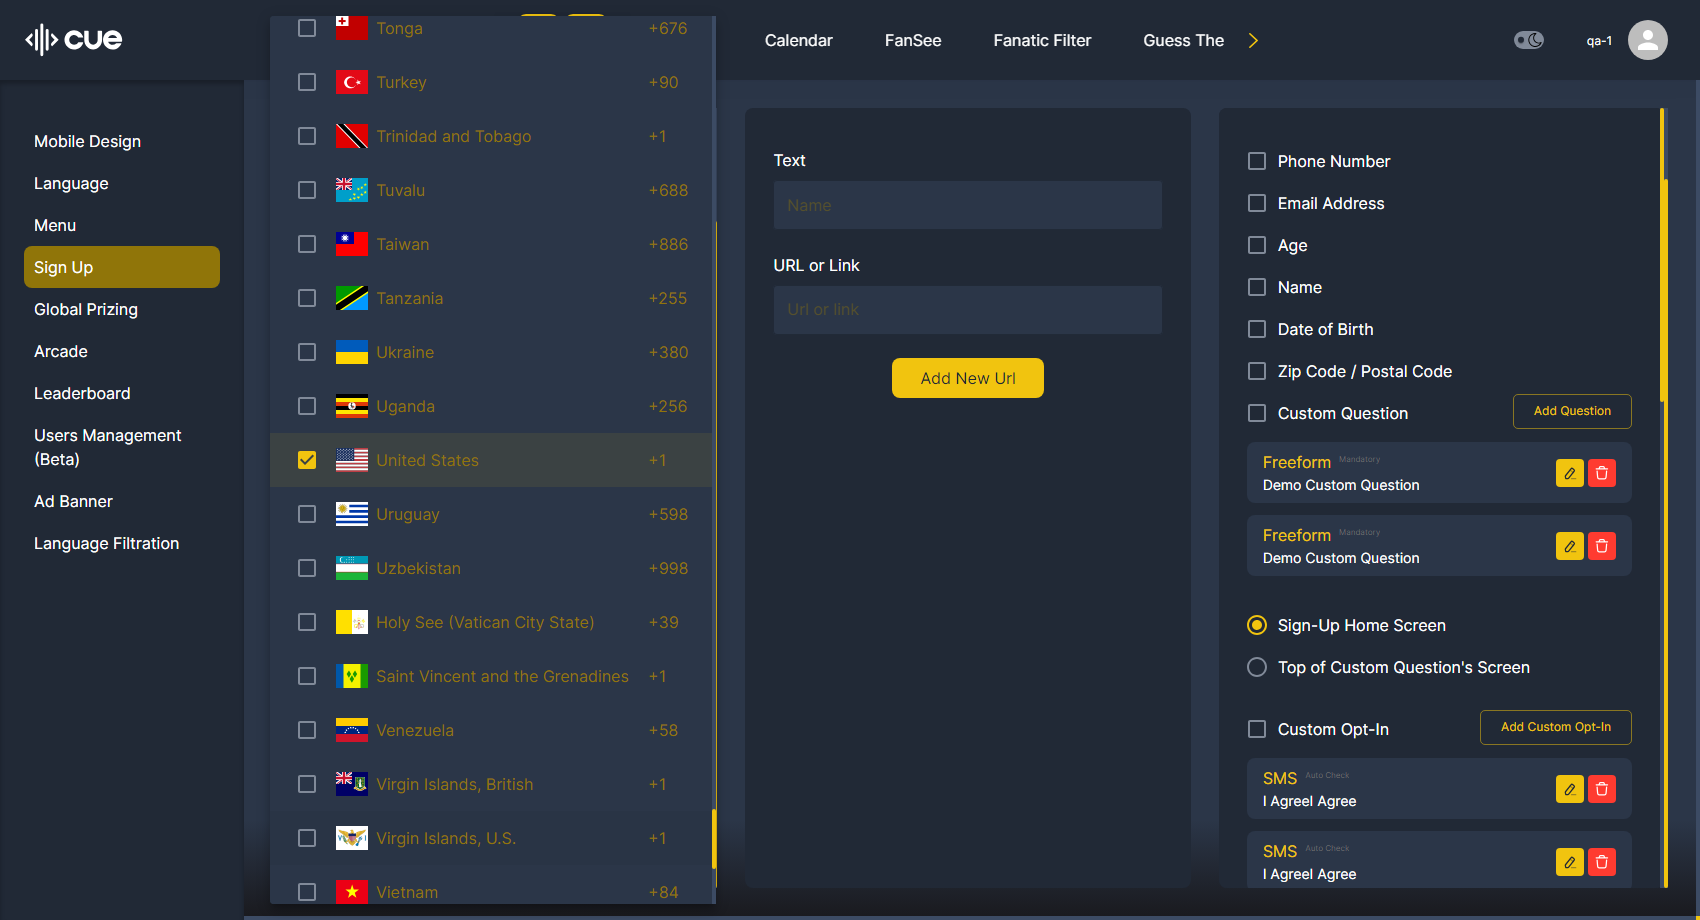 cue
Calendar
FanSee
Fanatic Filter
Guess The
qa-1
Mobile Design
Language
Menu
Sign Up
Global Prizing
Arcade
Leaderboard
Users Management
(Beta)
Ad Banner
Language Filtration
Tonga +676
Turkey +90
Trinidad and Tobago +1
Tuvalu +688
Taiwan +886
Tanzania +255
Ukraine +380
Uganda +256
United States +1
Uruguay +598
Uzbekistan +998
Holy See (Vatican City State) +39
Saint Vincent and the Grenadines +1
Venezuela +58
Virgin Islands, British +1
Virgin Islands, U.S. +1
Vietnam +84
Text
Name
URL or Link
Url or link
Add New Url
Phone Number
Email Address
Age
Name
Date of Birth
Zip Code / Postal Code
Custom Question Add Question
Freeform Mandatory
Demo Custom Question
Freeform Mandatory
Demo Custom Question
Sign-Up Home Screen
Top of Custom Question's Screen
Custom Opt-In Add Custom Opt-In
SMS Auto Check
I AgreeI Agree
SMS Auto Check
I AgreeI Agree